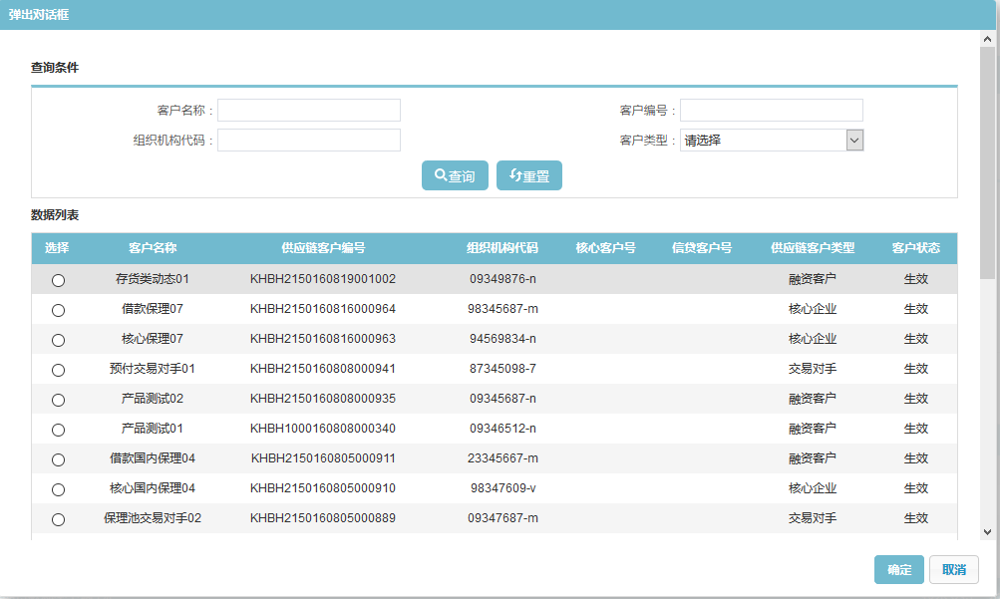 弹出对话框
查询条件
客户名称： 客户编号：
组织机构代码： 客户类型： 请选择
查询 重置
数据列表
选择 客户名称 供应链客户编号 组织机构代码 核心客户号 信贷客户号 供应链客户类型 客户状态
存货类动态01 KHBH2150160819001002 09349876-n 融资客户 生效
借款保理07 KHBH2150160816000964 98345687-m 核心企业 生效
核心保理07 KHBH2150160816000963 94569834-n 核心企业 生效
预付交易对手01 KHBH2150160808000941 87345098-7 交易对手 生效
产品测试02 KHBH2150160808000935 09345687-n 融资客户 生效
产品测试01 KHBH1000160808000340 09346512-n 融资客户 生效
借款国内保理04 KHBH2150160805000911 23345667-m 融资客户 生效
核心国内保理04 KHBH2150160805000910 98347609-v 核心企业 生效
保理池交易对手02 KHBH2150160805000889 09347687-m 交易对手 生效
确定 取消